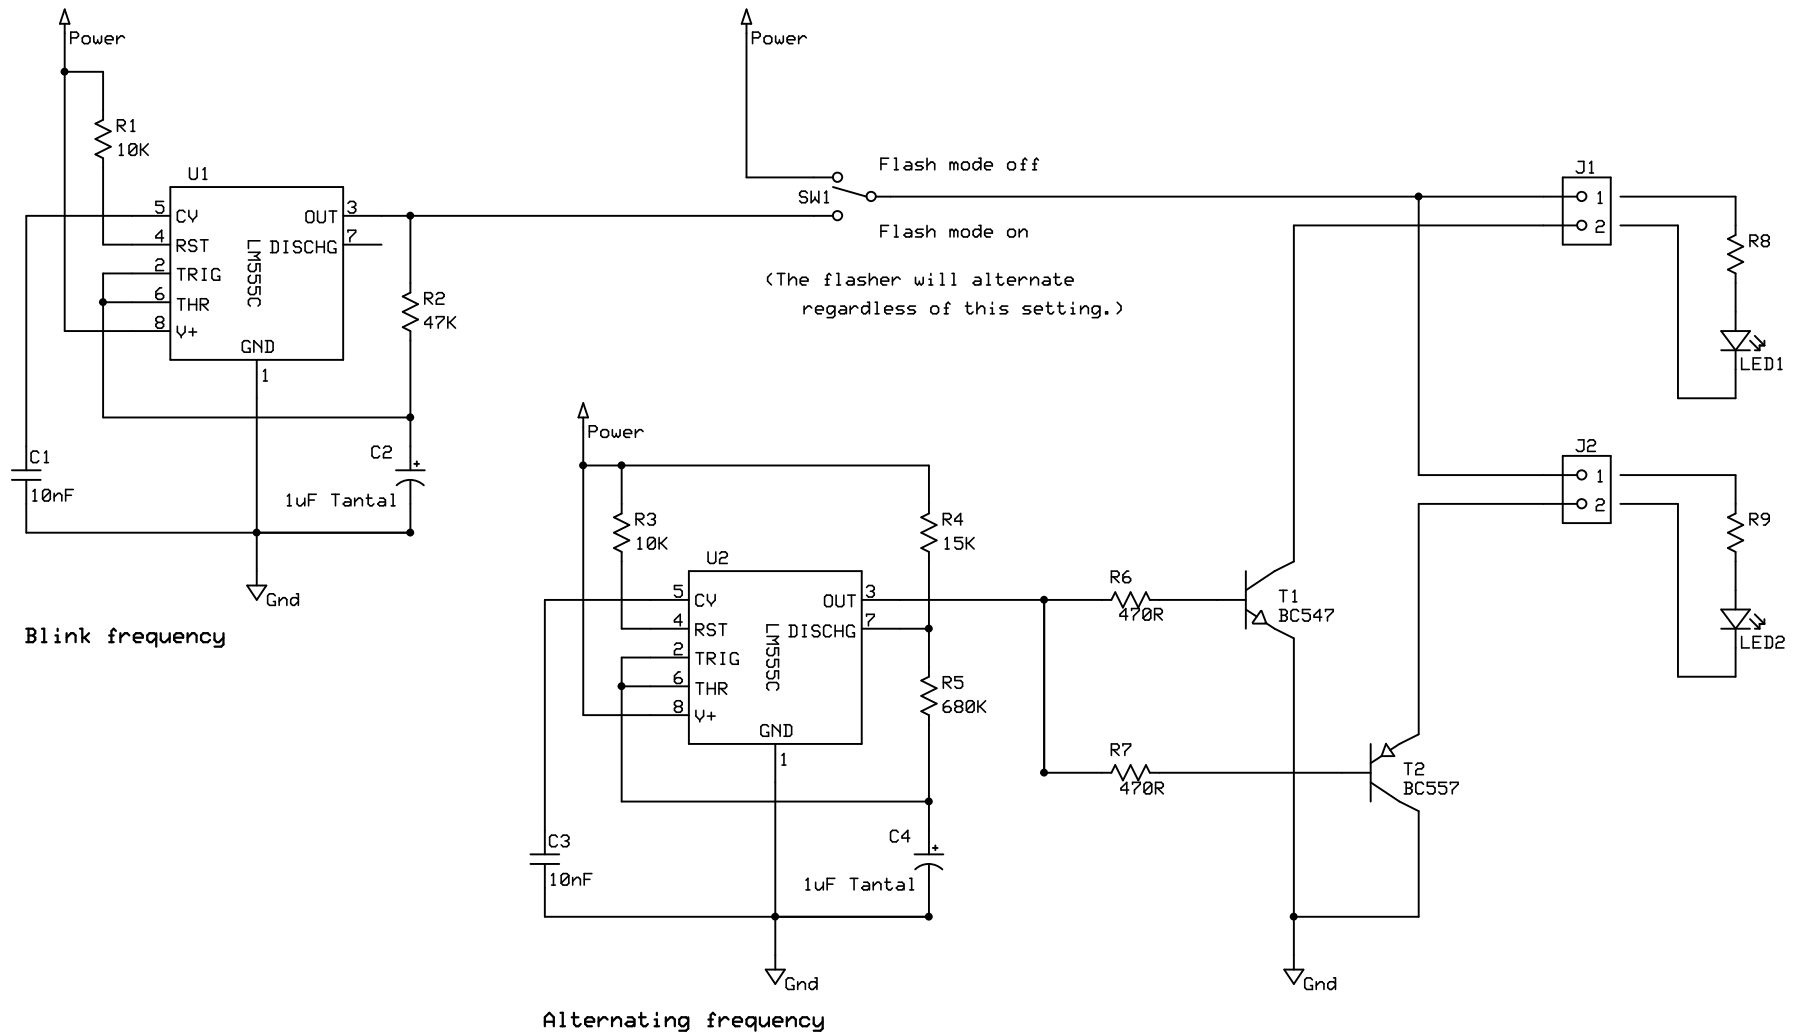 Power
Power
R1
10K
U1
Flash mode off
SW1
Flash mode on
(The flasher will alternate
regardless of this setting.)
5 CV
4 RST
2 TRIG
6 THR
8 V+
OUT 3
DISCHG 7
LM555C
GND
1
R2
47K
C1
10nF
C2
+
1uF Tantal
Gnd
Blink frequency
J1
1
2
R8
LED1
J2
1
2
R9
LED2
Power
R3
10K
R4
15K
U2
5 CV
4 RST
2 TRIG
6 THR
8 V+
OUT 3
DISCHG 7
LM555C
GND
1
R5
680K
C3
10nF
C4
+
1uF Tantal
Gnd
Alternating frequency
R6
470R
T1
BC547
R7
470R
T2
BC557
Gnd